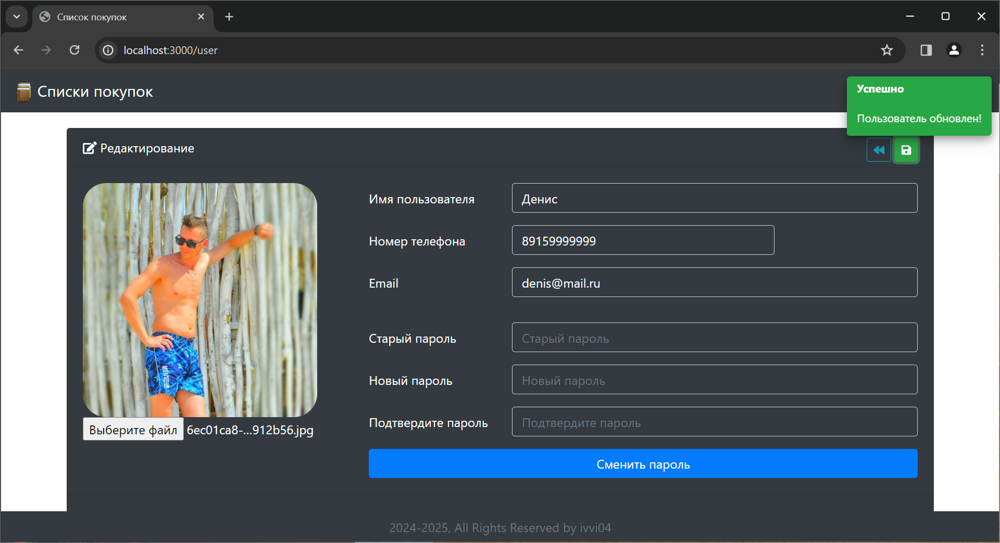 Список покупок
localhost:3000/user
Списки покупок
Успешно
Пользователь обновлен!
Редактирование
Имя пользователя
Денис
Номер телефона
89159999999
Email
denis@mail.ru
Старый пароль
Старый пароль
Новый пароль
Новый пароль
Подтвердите пароль
Подтвердите пароль
Выберите файл 6ec01ca8-...912b56.jpg
Сменить пароль
2024-2025, All Rights Reserved by ivvi04